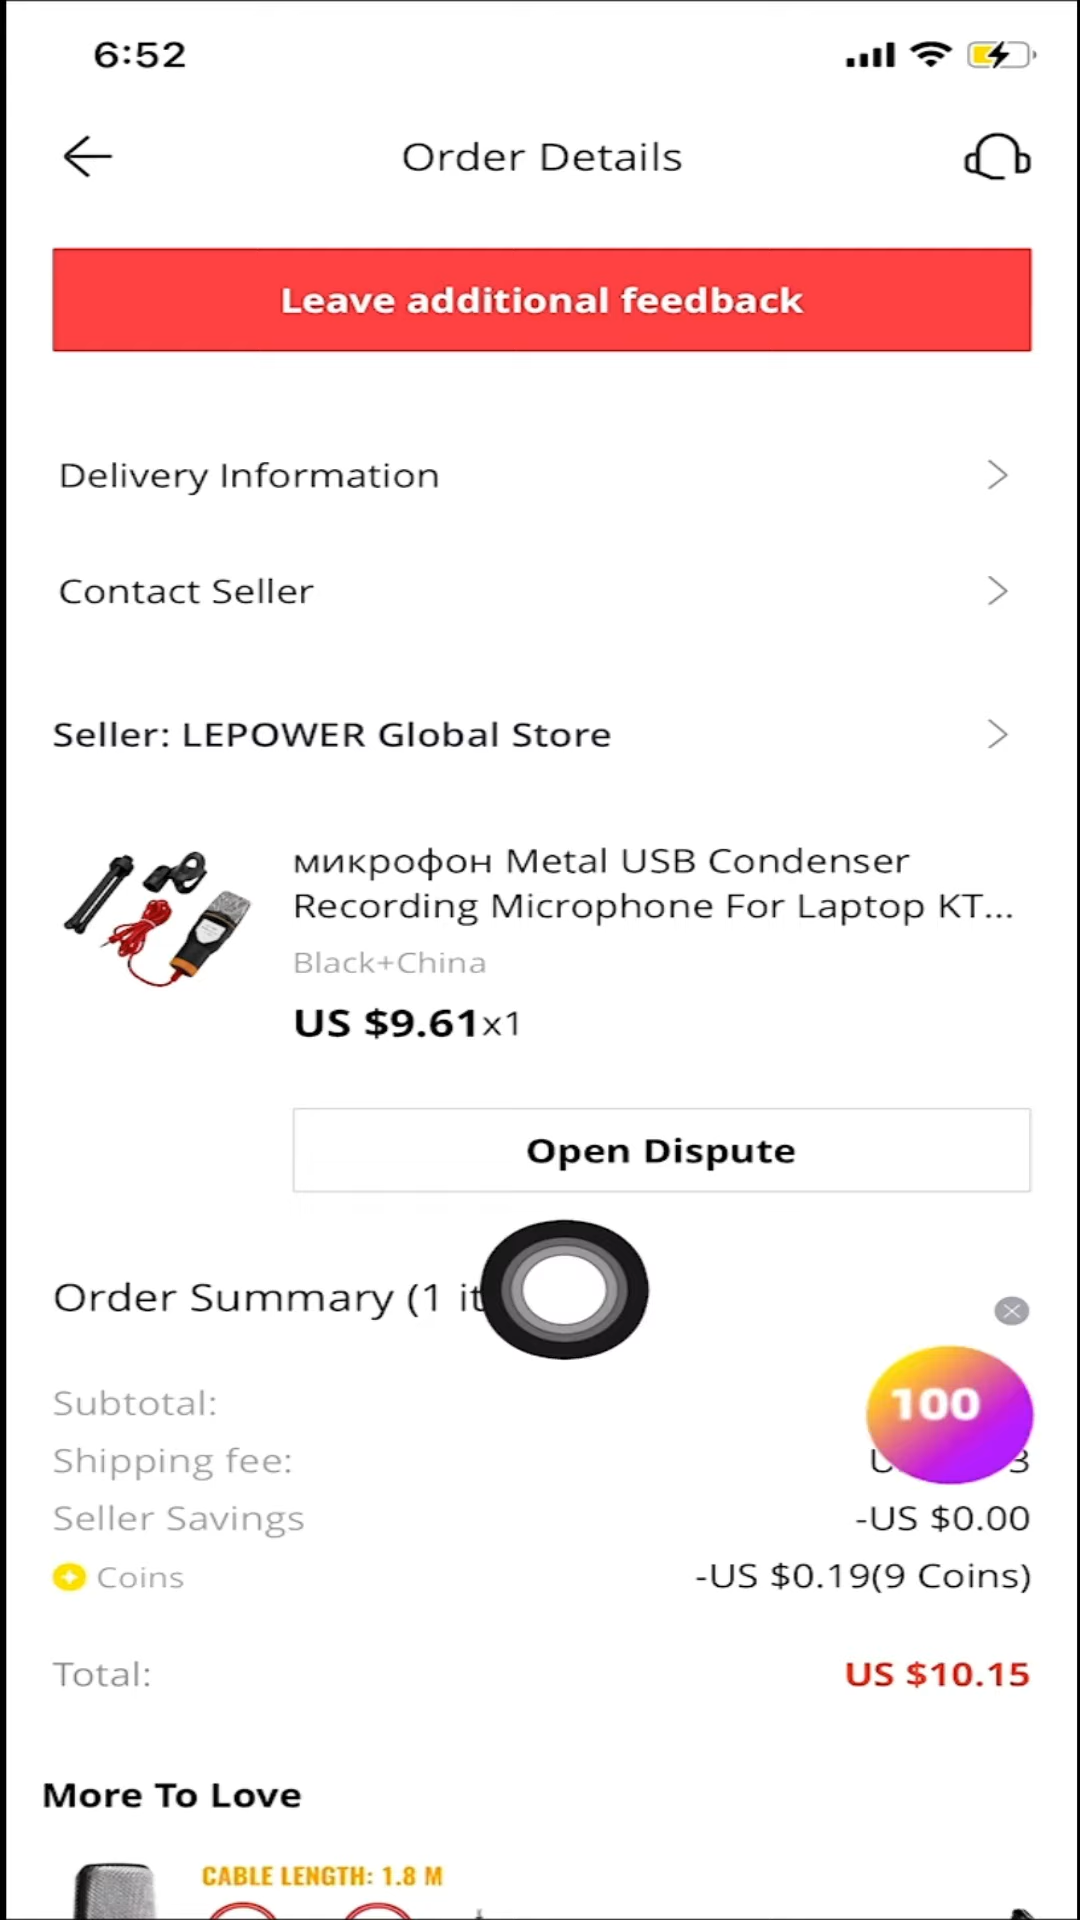 6:52
Order Details
Leave additional feedback
Delivery Information
Contact Seller
Seller: LEPOWER Global Store
микрофон Metal USB Condenser
Recording Microphone For Laptop KT...
Black+China
US $9.61x1
Open Dispute
Order Summary (1
Subtotal:
100
Shipping fee:
Seller Savings -US $0.00
Coins -US $0.19(9 Coins)
Total: US $10.15
More To Love
CABLE LENGTH: 1.8 M